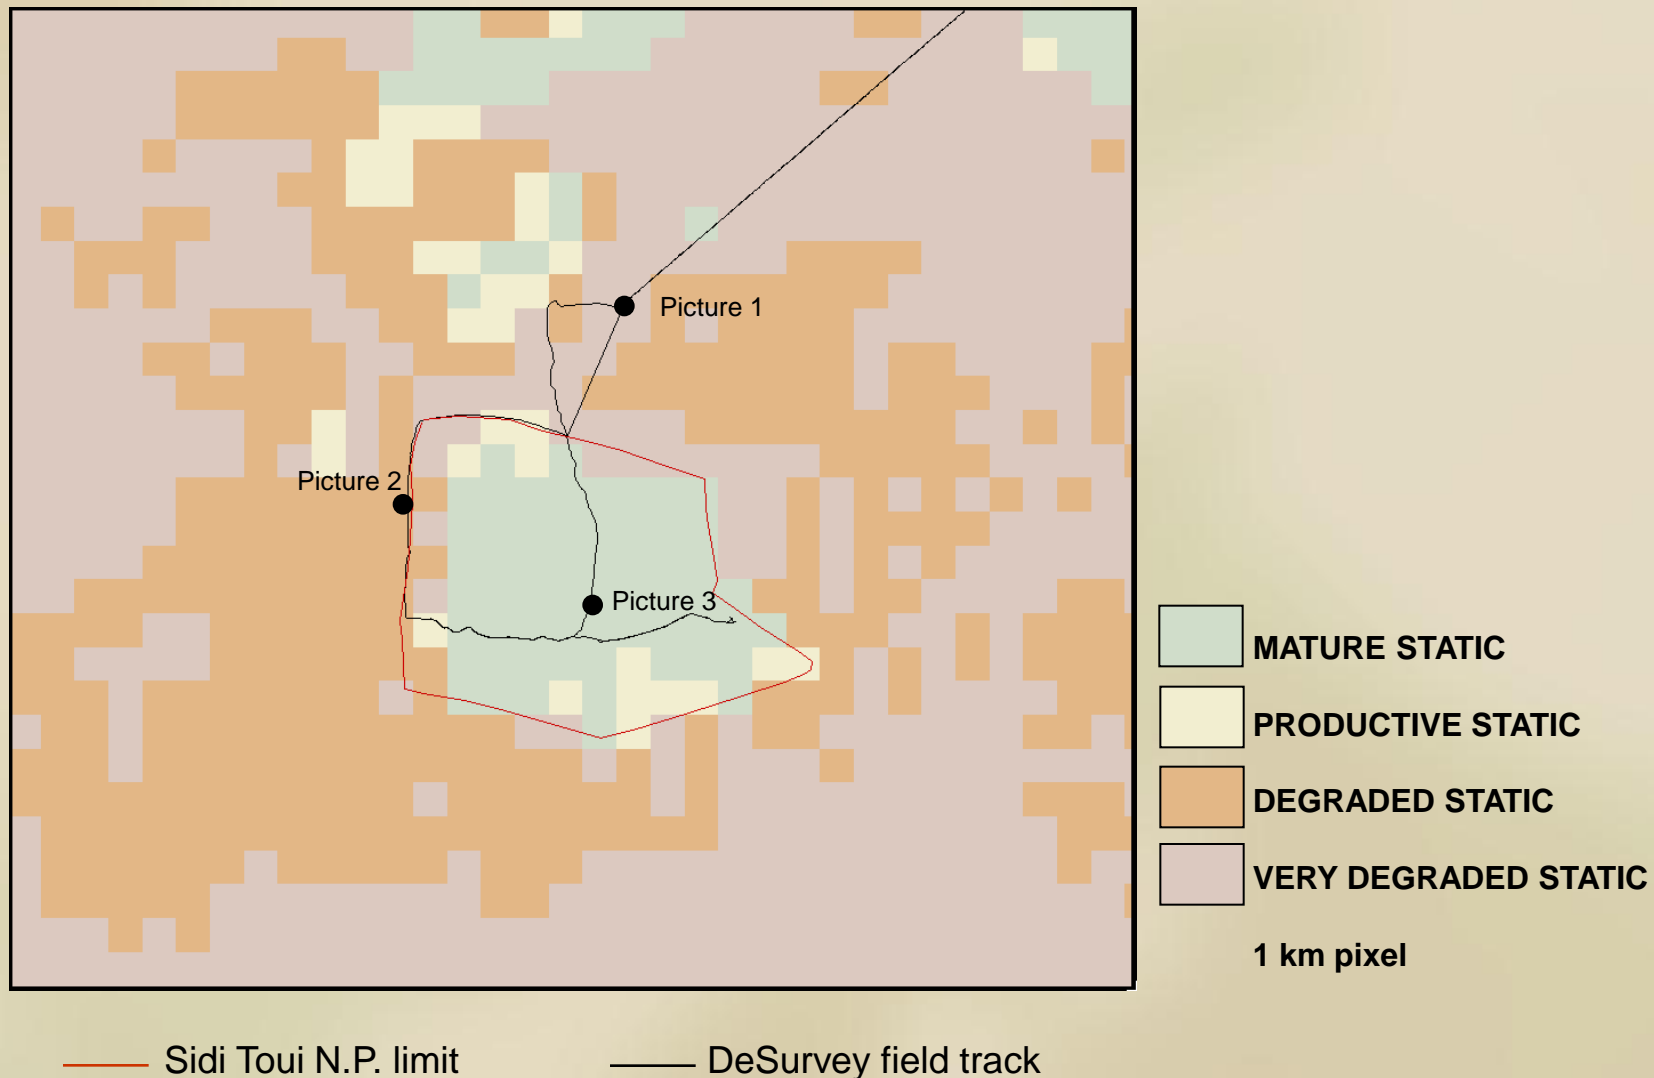 Picture 1
Picture 2
Picture 3
MATURE STATIC
PRODUCTIVE STATIC
DEGRADED STATIC
VERY DEGRADED STATIC
1 km pixel
Sidi Toui N.P. limit
DeSurvey field track